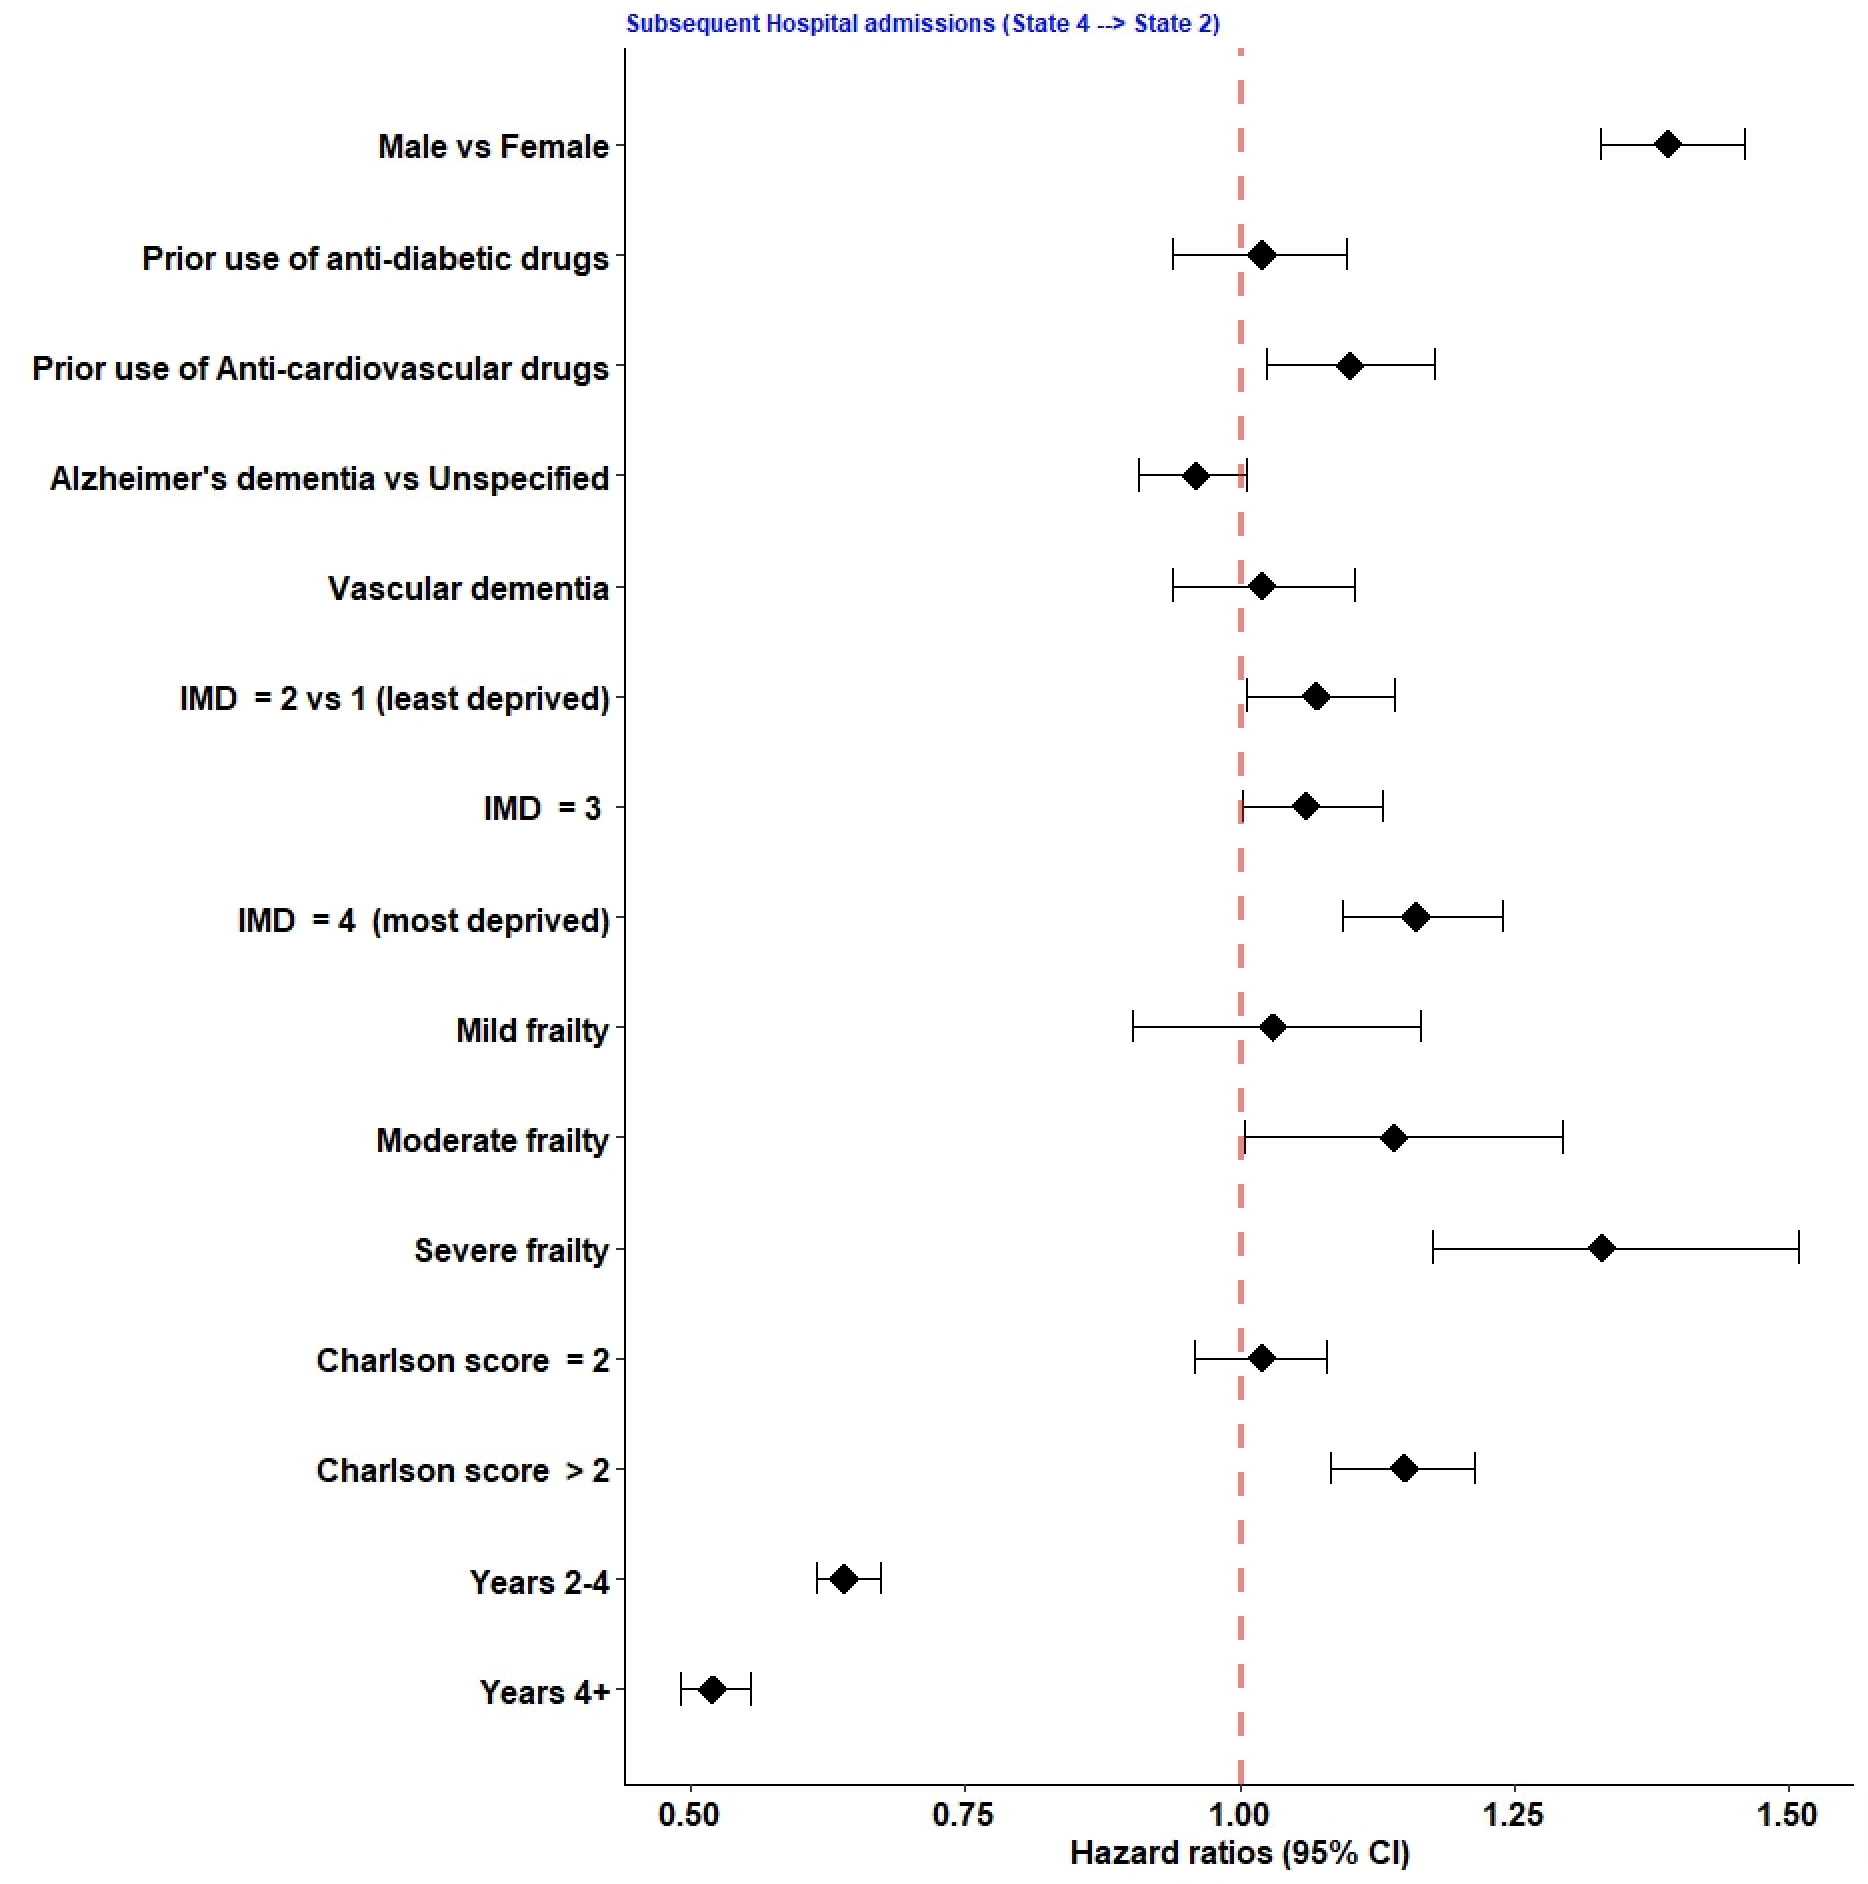 Subsequent Hospital admissions (State 4 --> State 2)
Male vs Female
Prior use of anti-diabetic drugs
Prior use of Anti-cardiovascular drugs
Alzheimer's dementia vs Unspecified
Vascular dementia
IMD  = 2 vs 1 (least deprived)
IMD  = 3
IMD  = 4  (most deprived)
Mild frailty
Moderate frailty
Severe frailty
Charlson score  = 2
Charlson score  > 2
Years 2-4
Years 4+
0.50 0.75 1.00 1.25 1.50
Hazard ratios (95% CI)